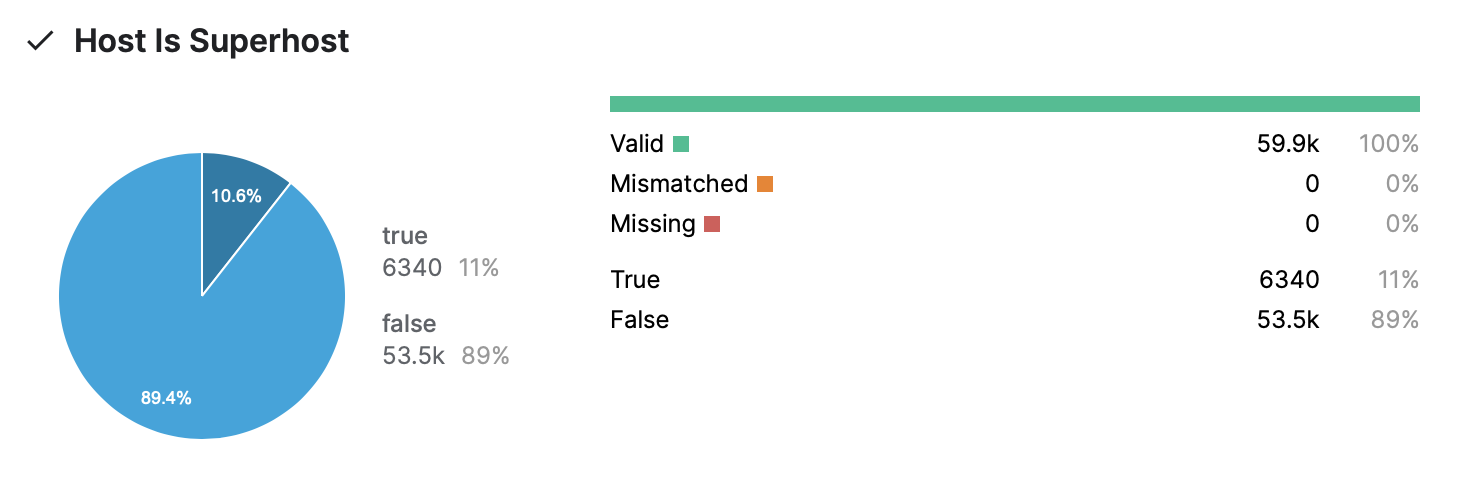 Host Is Superhost
10.6%
89.4%
true
6340 11%
false
53.5k 89%
Valid 59.9k 100%
Mismatched 0 0%
Missing 0 0%
True 6340 11%
False 53.5k 89%